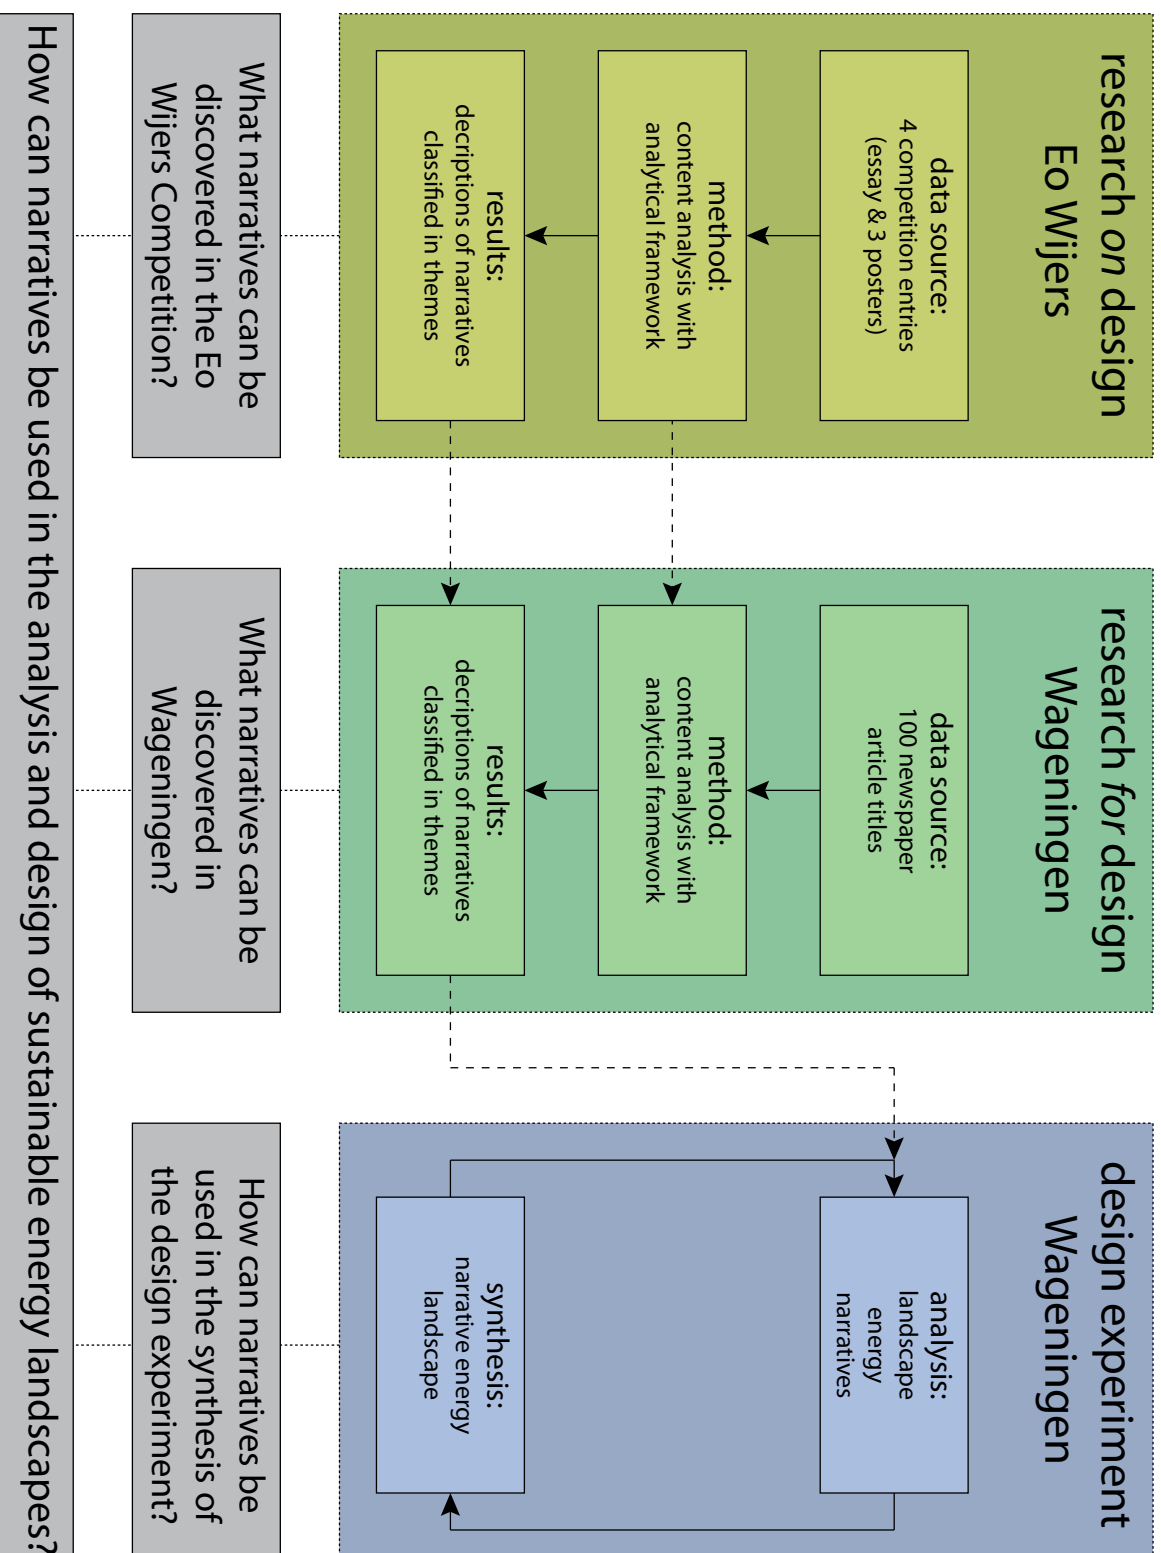 research on design
Eo Wijers
data source:
4 competition entries
(essay & 3 posters)
method:
content analysis with
analytical framework
results:
decriptions of narratives
classified in themes
What narratives can be
discovered in the Eo
Wijers Competition?
research for design
Wageningen
data source:
100 newspaper
article titles
method:
content analysis with
analytical framework
results:
decriptions of narratives
classified in themes
What narratives can be
discovered in
Wageningen?
design experiment
Wageningen
analysis:
landscape
energy
narratives
synthesis:
narrative energy
landscape
How can narratives be
used in the synthesis of
the design experiment?
How can narratives be used in the analysis and design of sustainable energy landscapes?